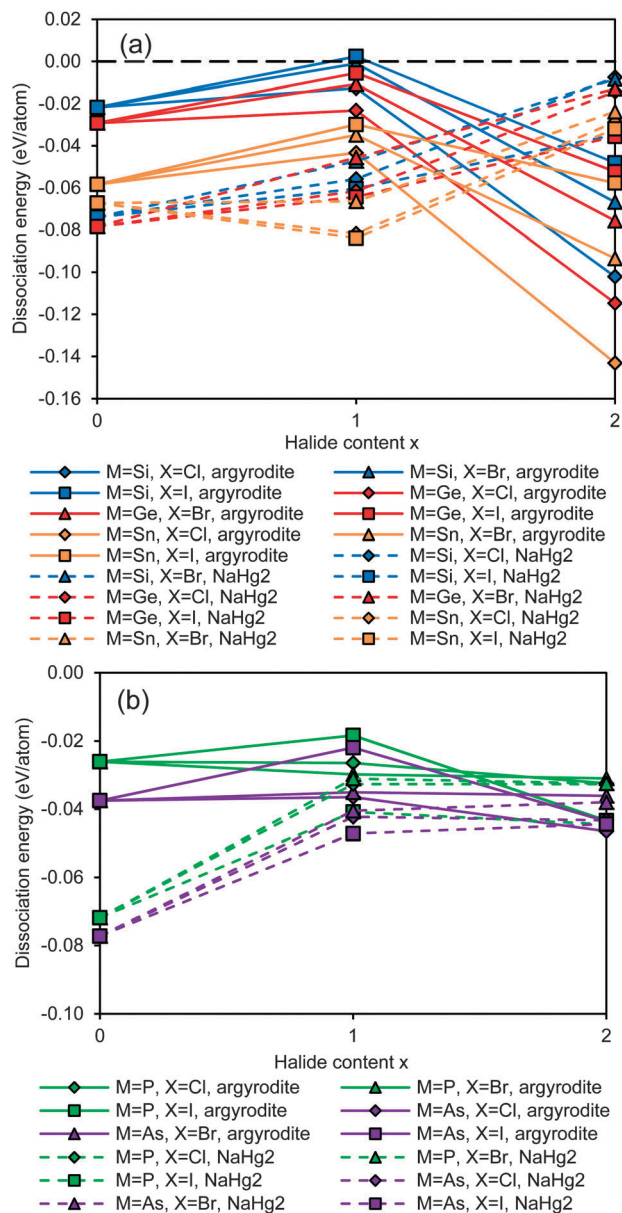 (a)
Dissociation energy (eV/atom)
0.02
0.00
-0.02
-0.04
-0.06
-0.08
-0.10
-0.12
-0.14
-0.16
0 1 2
Halide content x
M=Si, X=Cl, argyrodite M=Si, X=Br, argyrodite
M=Si, X=I, argyrodite M=Ge, X=Cl, argyrodite
M=Ge, X=Br, argyrodite M=Ge, X=I, argyrodite
M=Sn, X=Cl, argyrodite M=Sn, X=Br, argyrodite
M=Sn, X=I, argyrodite M=Si, X=Cl, NaHg2
M=Si, X=Br, NaHg2 M=Si, X=I, NaHg2
M=Ge, X=Cl, NaHg2 M=Ge, X=Br, NaHg2
M=Ge, X=I, NaHg2 M=Sn, X=Cl, NaHg2
M=Sn, X=Br, NaHg2 M=Sn, X=I, NaHg2
(b)
Dissociation energy (eV/atom)
0.00
-0.02
-0.04
-0.06
-0.08
-0.10
0 1 2
Halide content x
M=P, X=Cl, argyrodite M=P, X=Br, argyrodite
M=P, X=I, argyrodite M=As, X=Cl, argyrodite
M=As, X=Br, argyrodite M=As, X=I, argyrodite
M=P, X=Cl, NaHg2 M=P, X=Br, NaHg2
M=P, X=I, NaHg2 M=As, X=Cl, NaHg2
M=As, X=Br, NaHg2 M=As, X=I, NaHg2